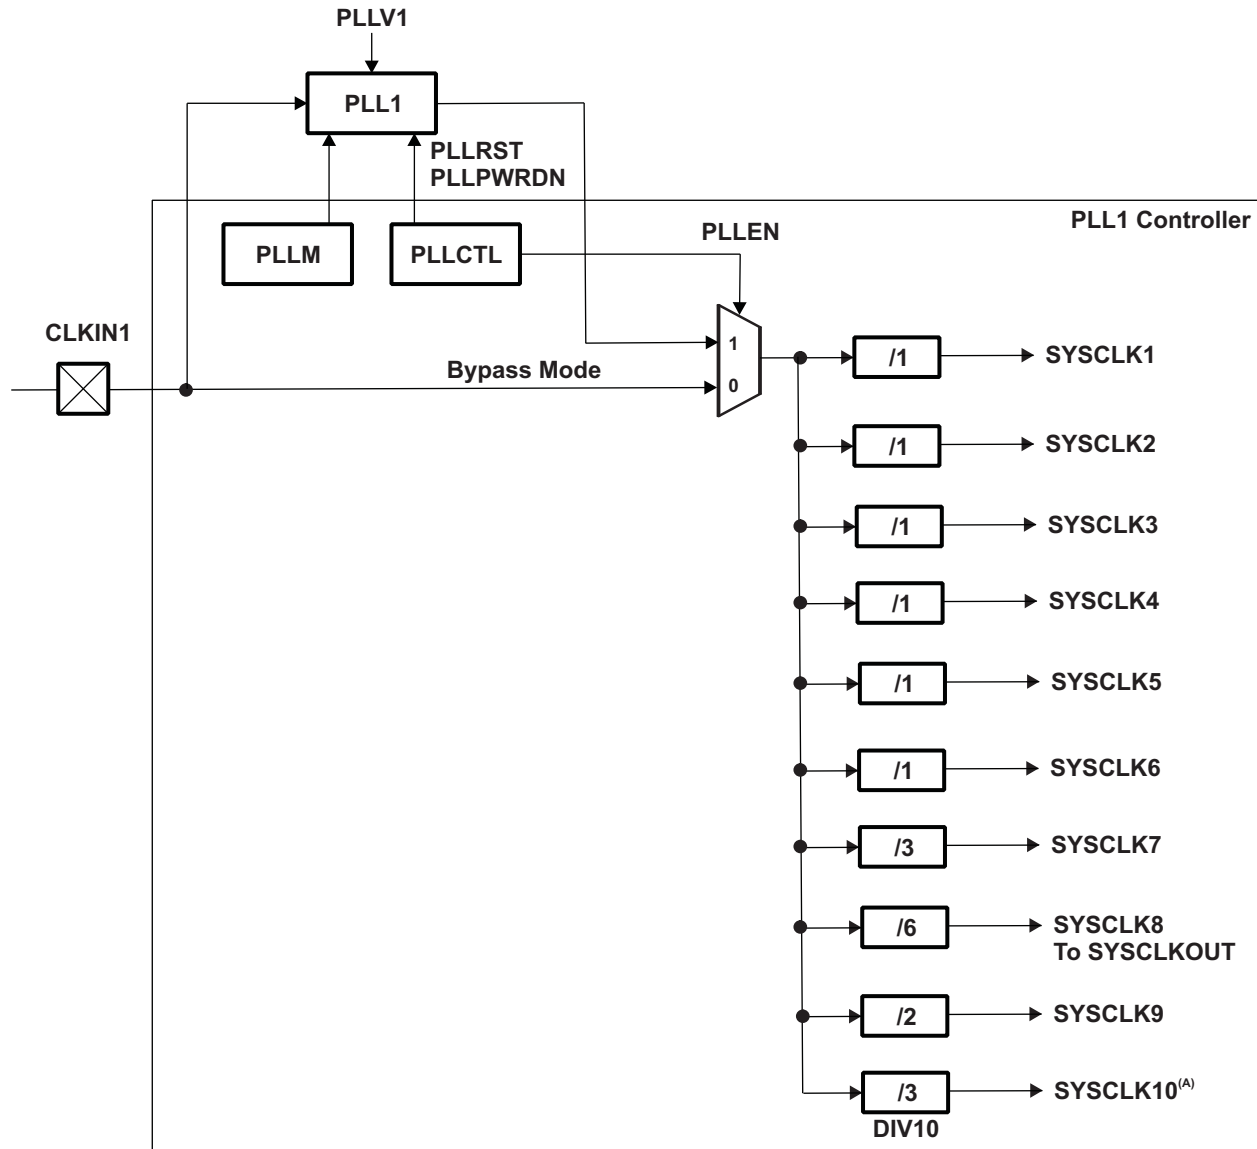 PLLV1
PLL1
PLLRST
PLLPWRDN
PLL1 Controller
PLLM
PLLCTL
PLLEN
CLKIN1
Bypass Mode
1
0
/1
SYSCLK1
/1
SYSCLK2
/1
SYSCLK3
/1
SYSCLK4
/1
SYSCLK5
/1
SYSCLK6
/3
SYSCLK7
/6
SYSCLK8
To SYSCLKOUT
/2
SYSCLK9
/3
SYSCLK10(A)
DIV10